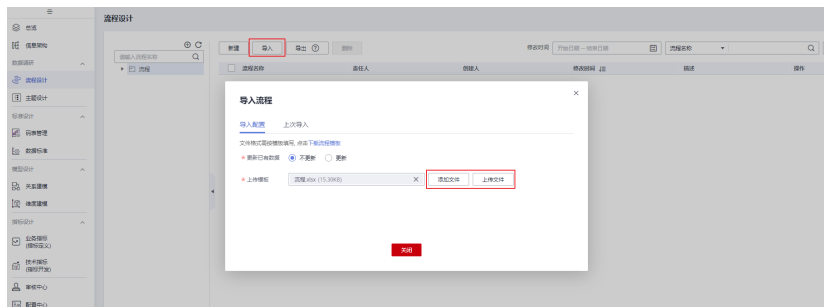 流程设计
总览
信息架构
数据调研
流程设计
主题设计
标准设计
码表管理
数据标准
模型设计
关系建模
维度建模
指标设计
业务指标
(指标定义)
技术指标
(指标开发)
审核中心
配置中心
请输入流程名称
流程
新建 导入 导出 删除
修改时间 开始日期 – 结束日期 流程名称
流程名称 责任人 创建人 修改时间 描述 操作
导入流程
导入配置 上次导入
文件格式需按模板填写, 点击下载流程模板
* 更新已有数据 不更新 更新
* 上传模板 流程.xlsx (15.30KB) 添加文件 上传文件
关闭